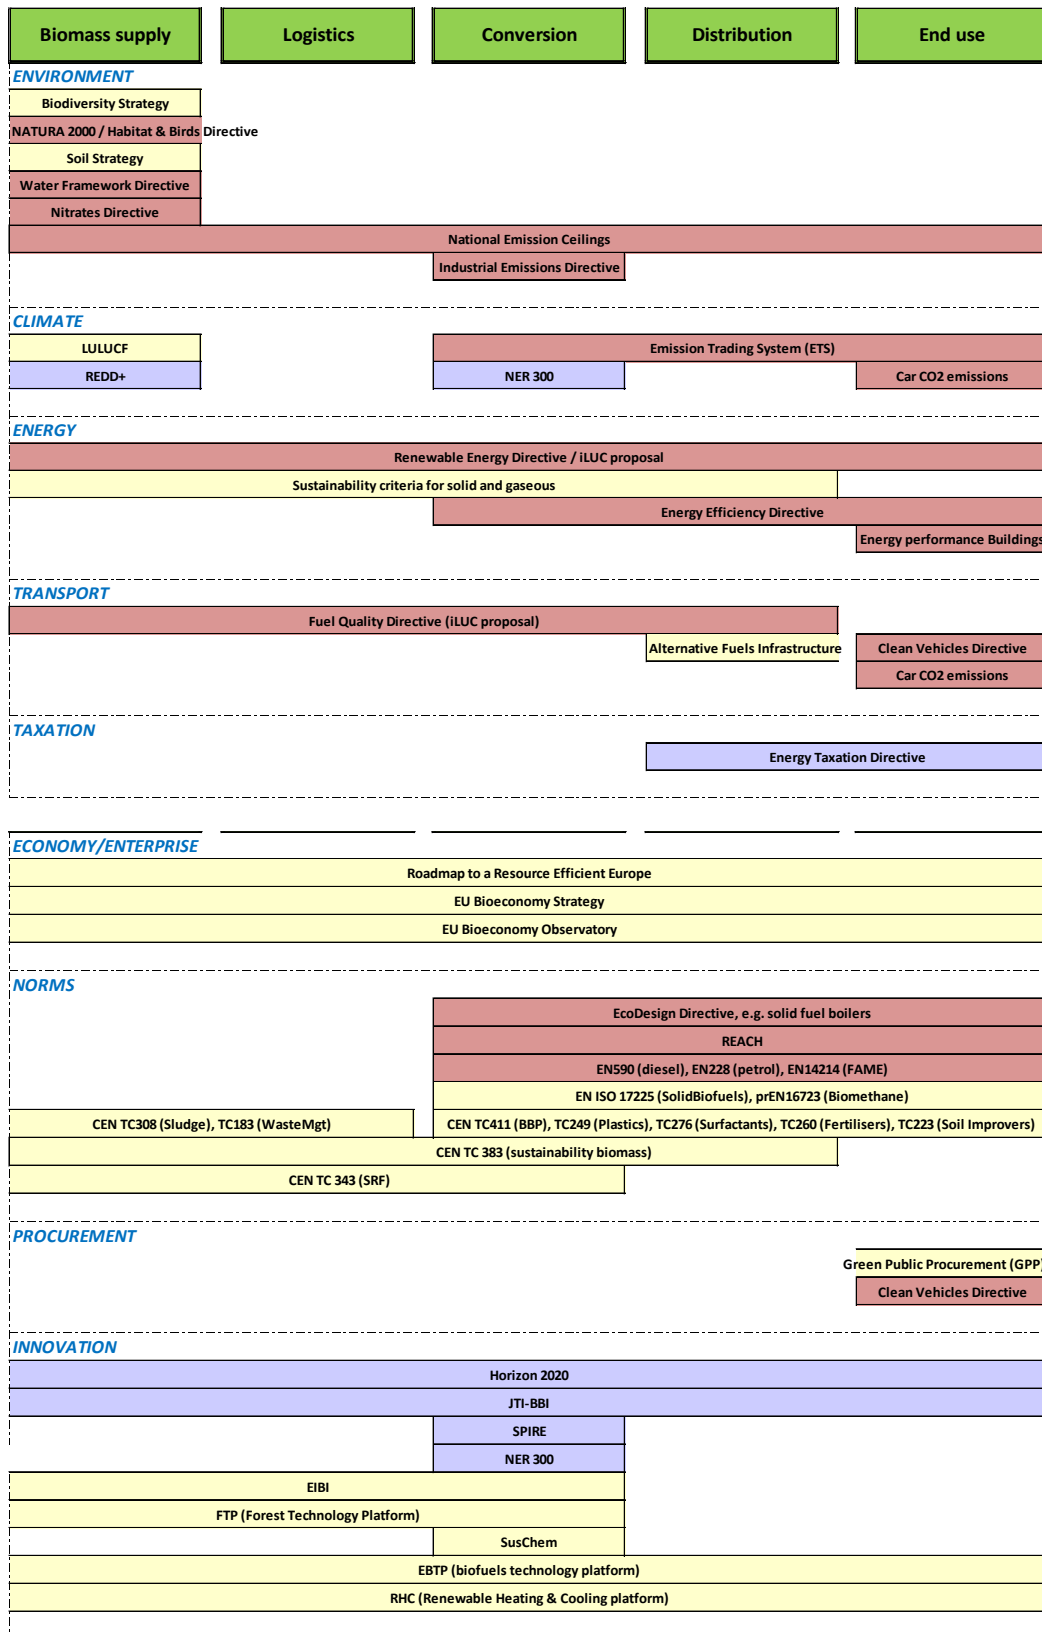 Biomass supply
Logistics
Conversion
Distribution
End use
ENVIRONMENT
Biodiversity Strategy
NATURA 2000 / Habitat & Birds Directive
Soil Strategy
Water Framework Directive
Nitrates Directive
National Emission Ceilings
Industrial Emissions Directive
CLIMATE
LULUCF
Emission Trading System (ETS)
REDD+
NER 300
Car CO2 emissions
ENERGY
Renewable Energy Directive / iLUC proposal
Sustainability criteria for solid and gaseous
Energy Efficiency Directive
Energy performance Buildings
TRANSPORT
Fuel Quality Directive (iLUC proposal)
Alternative Fuels Infrastructure
Clean Vehicles Directive
Car CO2 emissions
TAXATION
Energy Taxation Directive
ECONOMY/ENTERPRISE
Roadmap to a Resource Efficient Europe
EU Bioeconomy Strategy
EU Bioeconomy Observatory
NORMS
EcoDesign Directive, e.g. solid fuel boilers
REACH
EN590 (diesel), EN228 (petrol), EN14214 (FAME)
EN ISO 17225 (SolidBiofuels), prEN16723 (Biomethane)
CEN TC308 (Sludge), TC183 (WasteMgt)
CEN TC411 (BBP), TC249 (Plastics), TC276 (Surfactants), TC260 (Fertilisers), TC223 (Soil Improvers)
CEN TC 383 (sustainability biomass)
CEN TC 343 (SRF)
PROCUREMENT
Green Public Procurement (GPP)
Clean Vehicles Directive
INNOVATION
Horizon 2020
JTI-BBI
SPIRE
NER 300
EIBI
FTP (Forest Technology Platform)
SusChem
EBTP (biofuels technology platform)
RHC (Renewable Heating & Cooling platform)